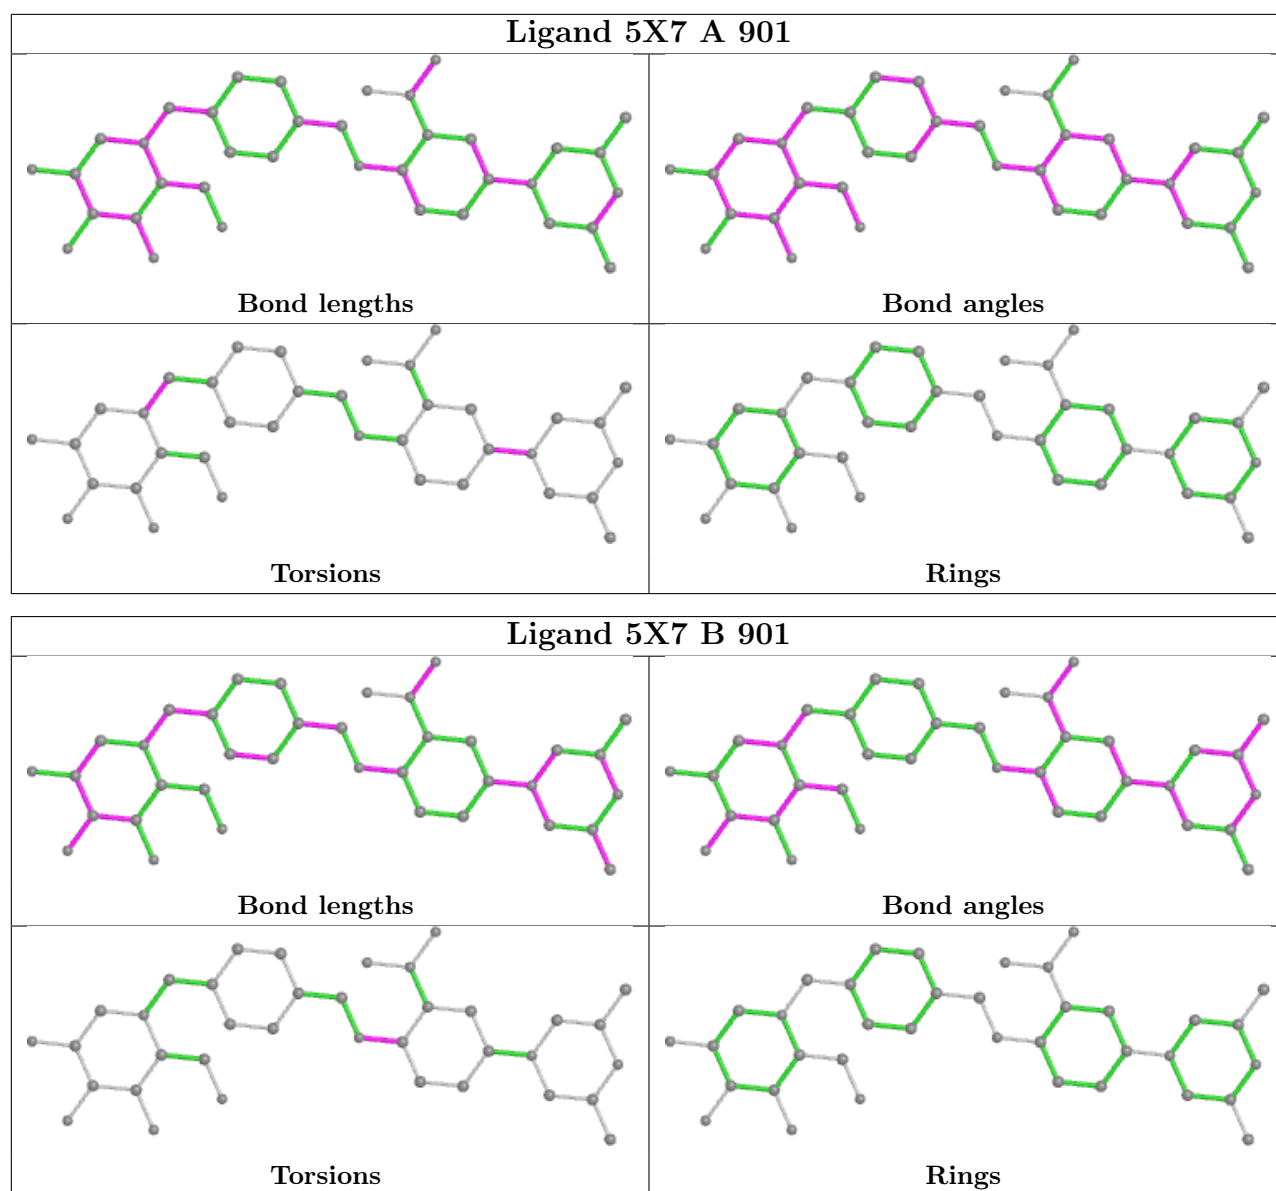 Ligand 5X7 A 901
Bond lengths
Bond angles
Torsions
Rings
Ligand 5X7 B 901
Bond lengths
Bond angles
Torsions
Rings